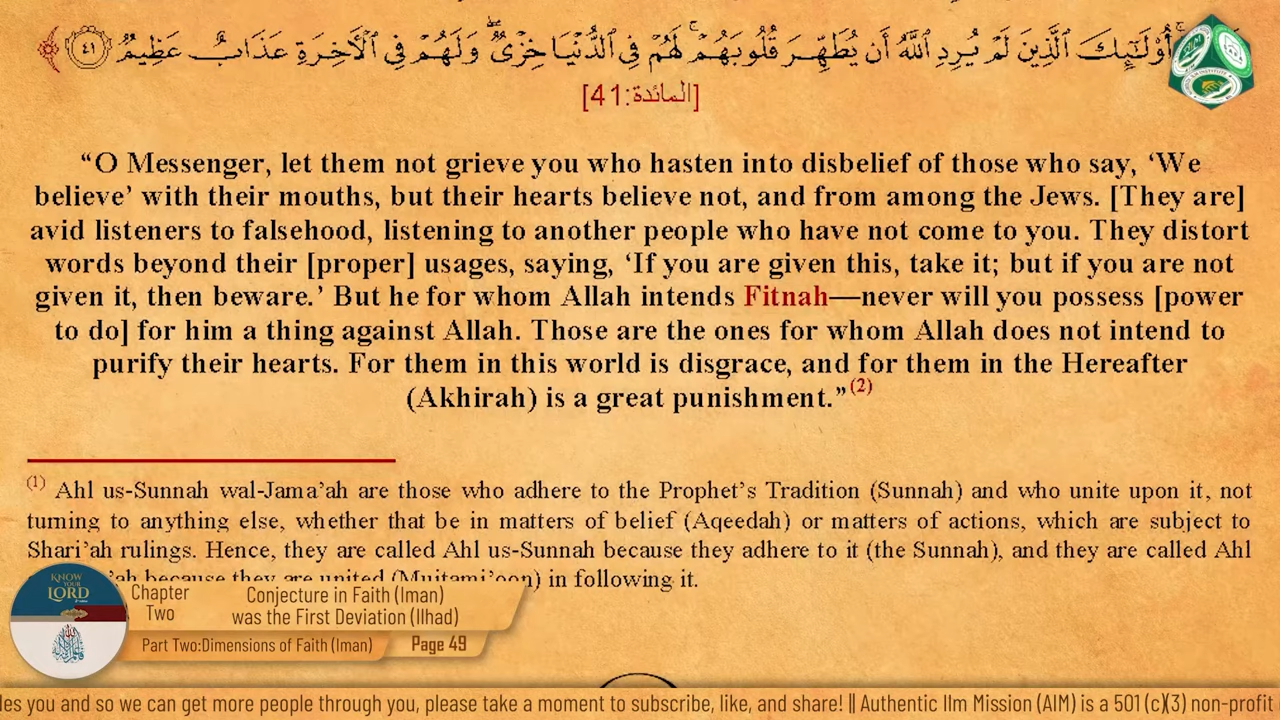 أُوْلَٰٓئِكَ ٱلَّذِينَ لَمْ يُرِدِ ٱللَّهُ أَن يُطَهِّرَ قُلُوبَهُمْ ۚ لَهُمْ فِي ٱلدُّنْيَا خِزْيٌ ۖ وَلَهُمْ فِي ٱلْأَخِرَةِ عَذَابٌ عَظِيمٌ ٤١ ﴾
[المائدة:41]
“O Messenger, let them not grieve you who hasten into disbelief of those who say, ‘We
believe’ with their mouths, but their hearts believe not, and from among the Jews. [They are]
avid listeners to falsehood, listening to another people who have not come to you. They distort
words beyond their [proper] usages, saying, ‘If you are given this, take it; but if you are not
given it, then beware.’ But he for whom Allah intends Fitnah—never will you possess [power
to do] for him a thing against Allah. Those are the ones for whom Allah does not intend to
purify their hearts. For them in this world is disgrace, and for them in the Hereafter
(Akhirah) is a great punishment.”(2)
(1) Ahl us-Sunnah wal-Jama’ah are those who adhere to the Prophet’s Tradition (Sunnah) and who unite upon it, not
turning to anything else, whether that be in matters of belief (Aqeedah) or matters of actions, which are subject to
Shari’ah rulings. Hence, they are called Ahl us-Sunnah because they adhere to it (the Sunnah), and they are called Ahl
’ah because they are united (Mujtami’oon) in following it.
KNOW
YOUR
LORD
Chapter
Two
Conjecture in Faith (Iman)
was the First Deviation (Ilhad)
Part Two:Dimensions of Faith (Iman)
Page 49
les you and so we can get more people through you, please take a moment to subscribe, like, and share! || Authentic Ilm Mission (AIM) is a 501 (c)(3) non-profit